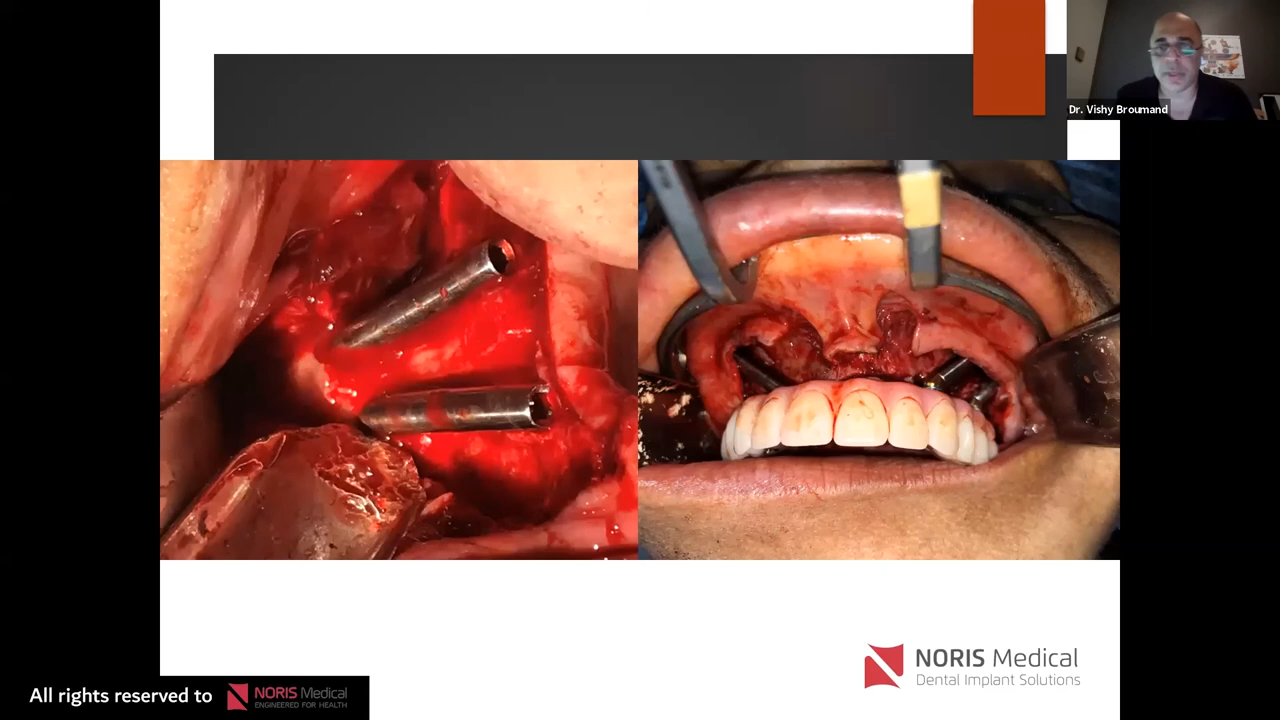 Dr. Vishy Broumand
NORIS Medical
Dental Implant Solutions
All rights reserved to
NORIS Medical
ENGINEERED FOR HEALTH